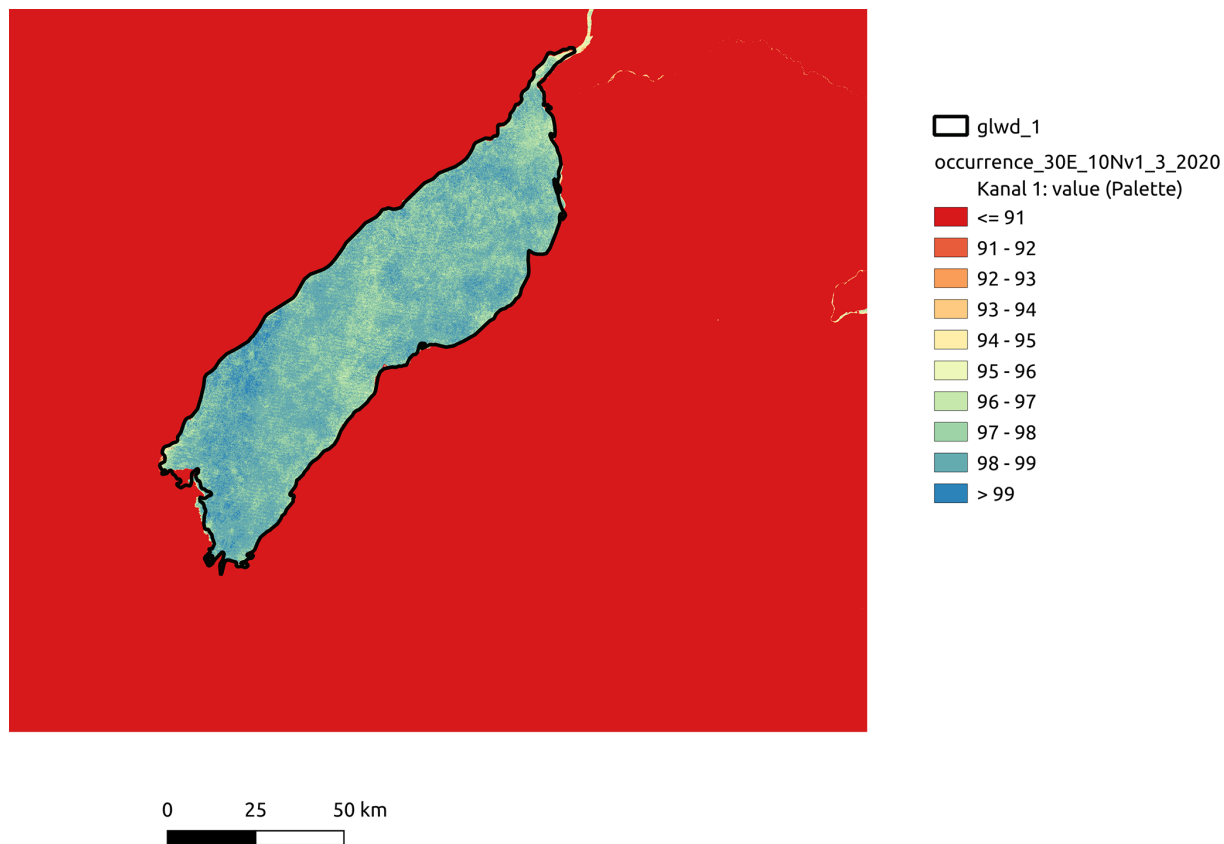 glwd_1
occurrence_30E_10Nv1_3_2020
Kanal 1: value (Palette)
<= 91
91 - 92
92 - 93
93 - 94
94 - 95
95 - 96
96 - 97
97 - 98
98 - 99
> 99
0 25 50 km